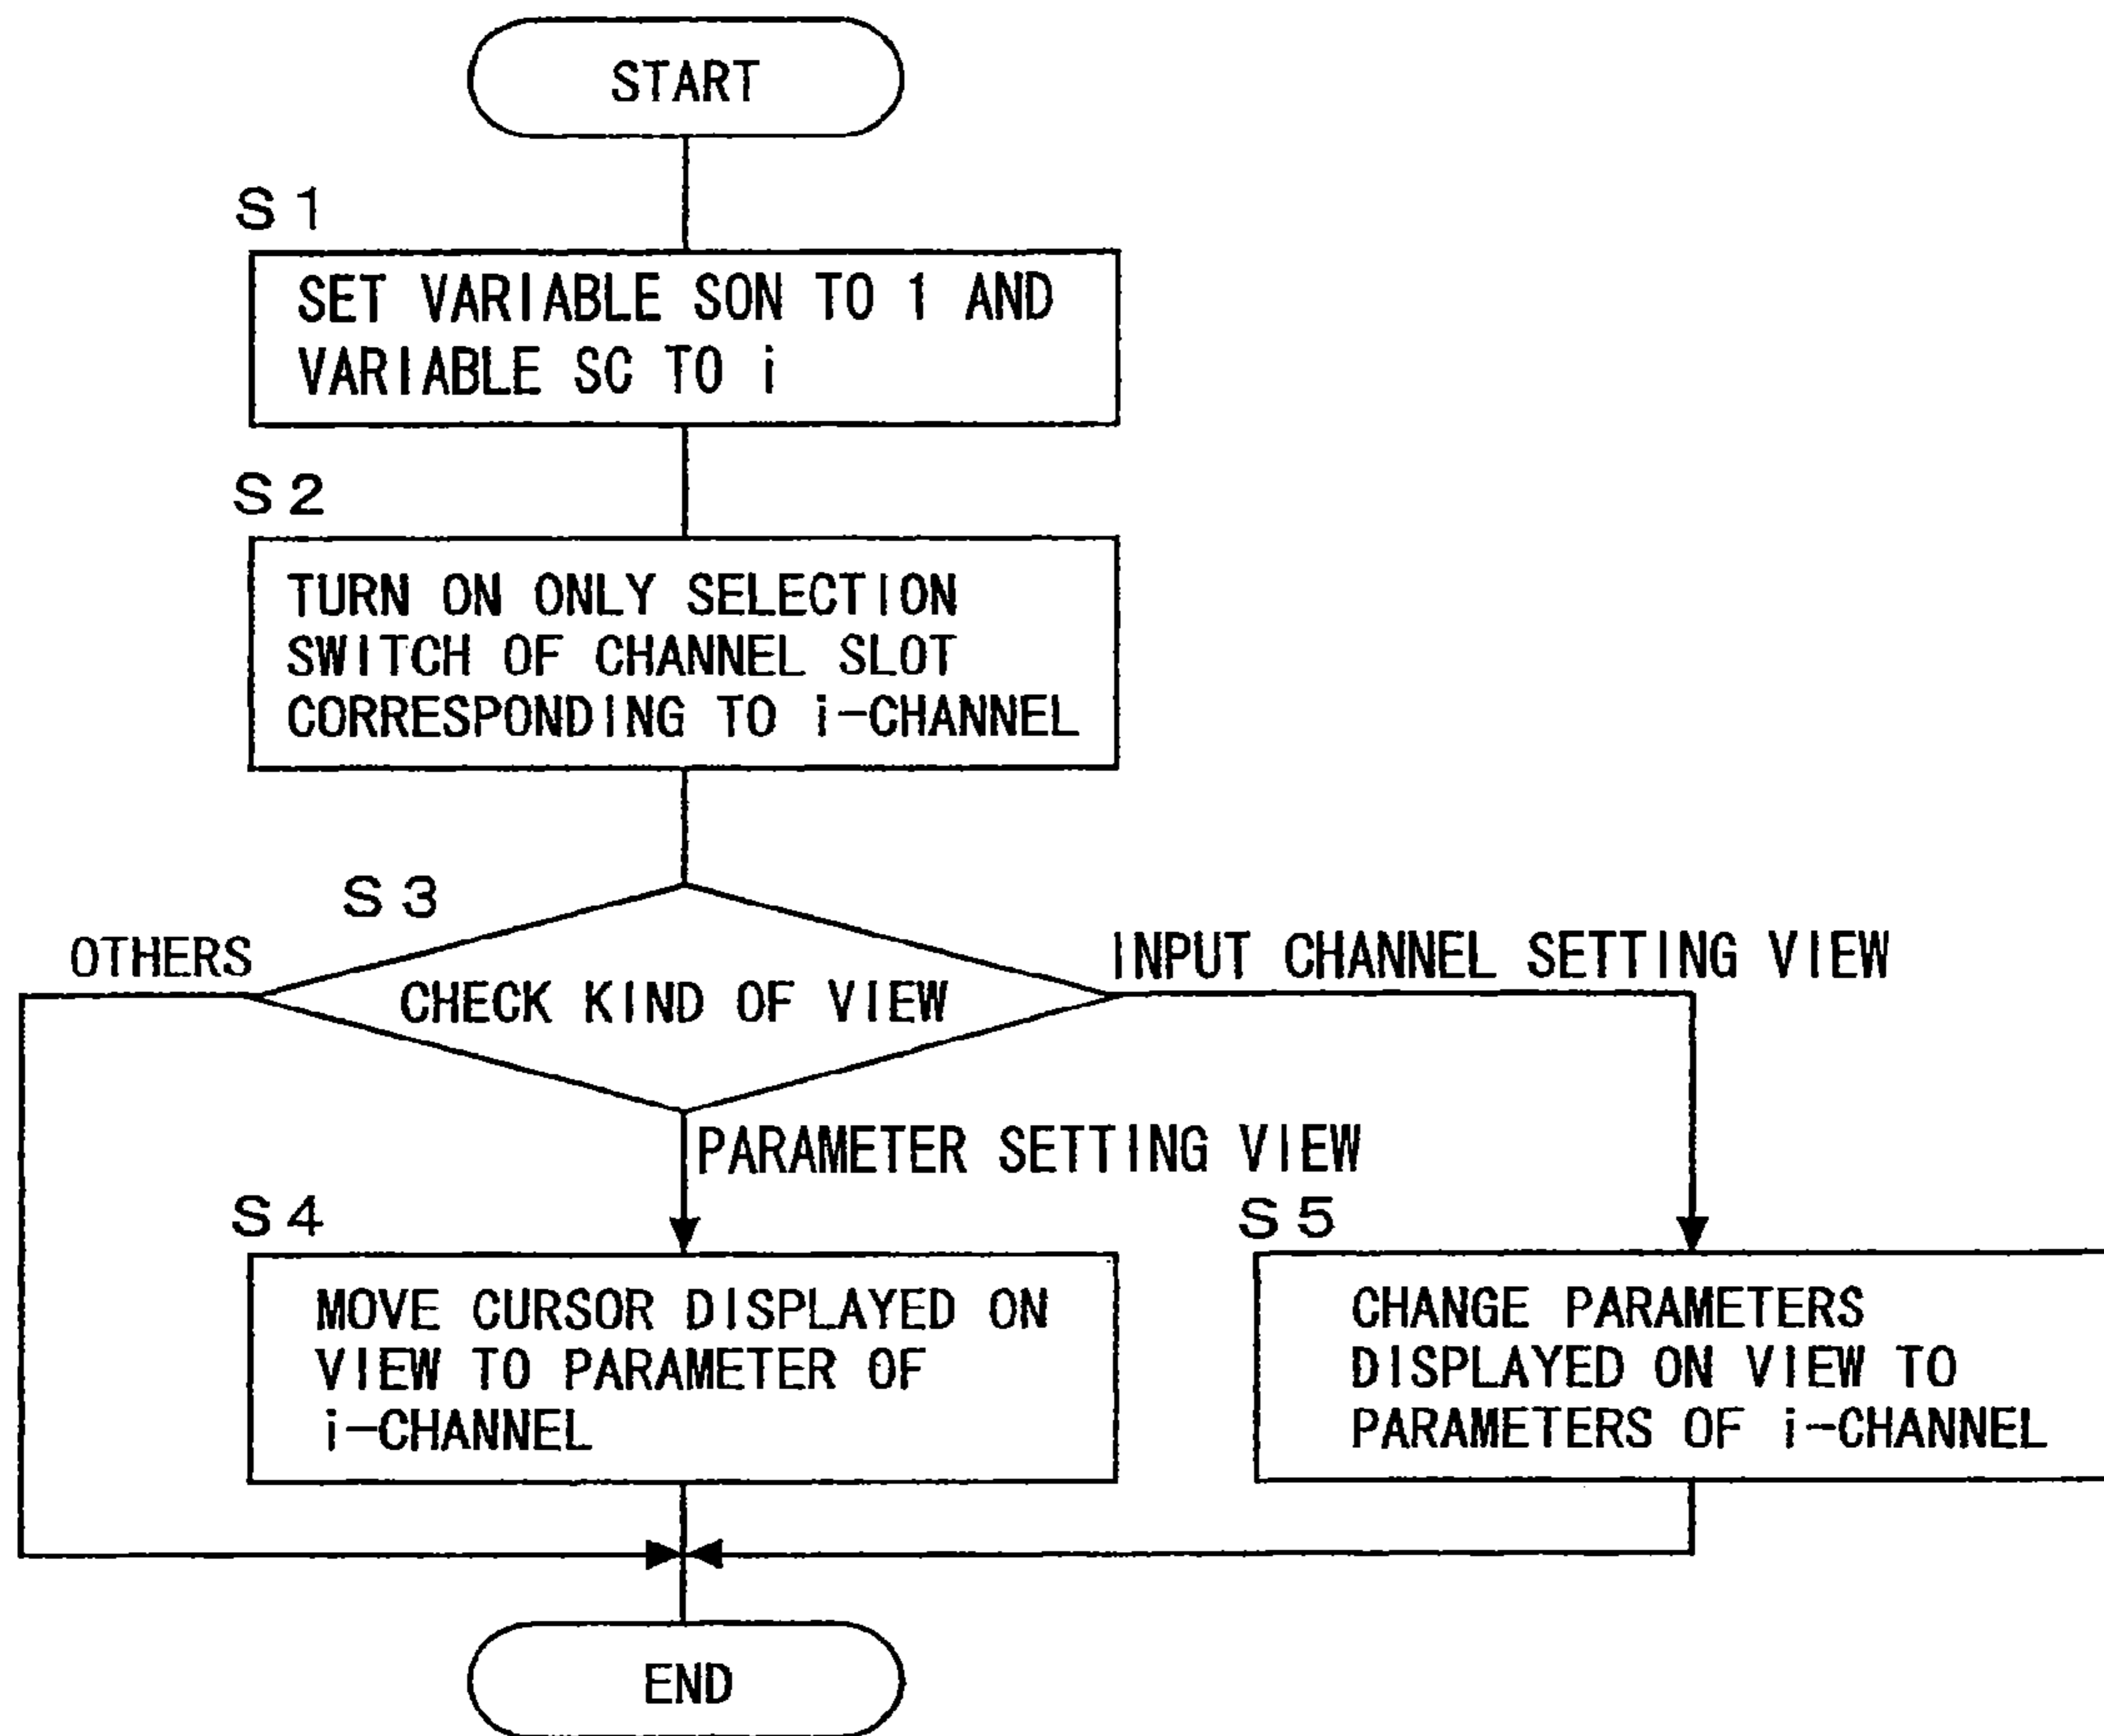 START
S1
SET VARIABLE SON TO 1 AND
VARIABLE SC TO i
S2
TURN ON ONLY SELECTION
SWITCH OF CHANNEL SLOT
CORRESPONDING TO i-CHANNEL
S3
OTHERS
CHECK KIND OF VIEW
INPUT CHANNEL SETTING VIEW
PARAMETER SETTING VIEW
S4
MOVE CURSOR DISPLAYED ON
VIEW TO PARAMETER OF
i-CHANNEL
S5
CHANGE PARAMETERS
DISPLAYED ON VIEW TO
PARAMETERS OF i-CHANNEL
END